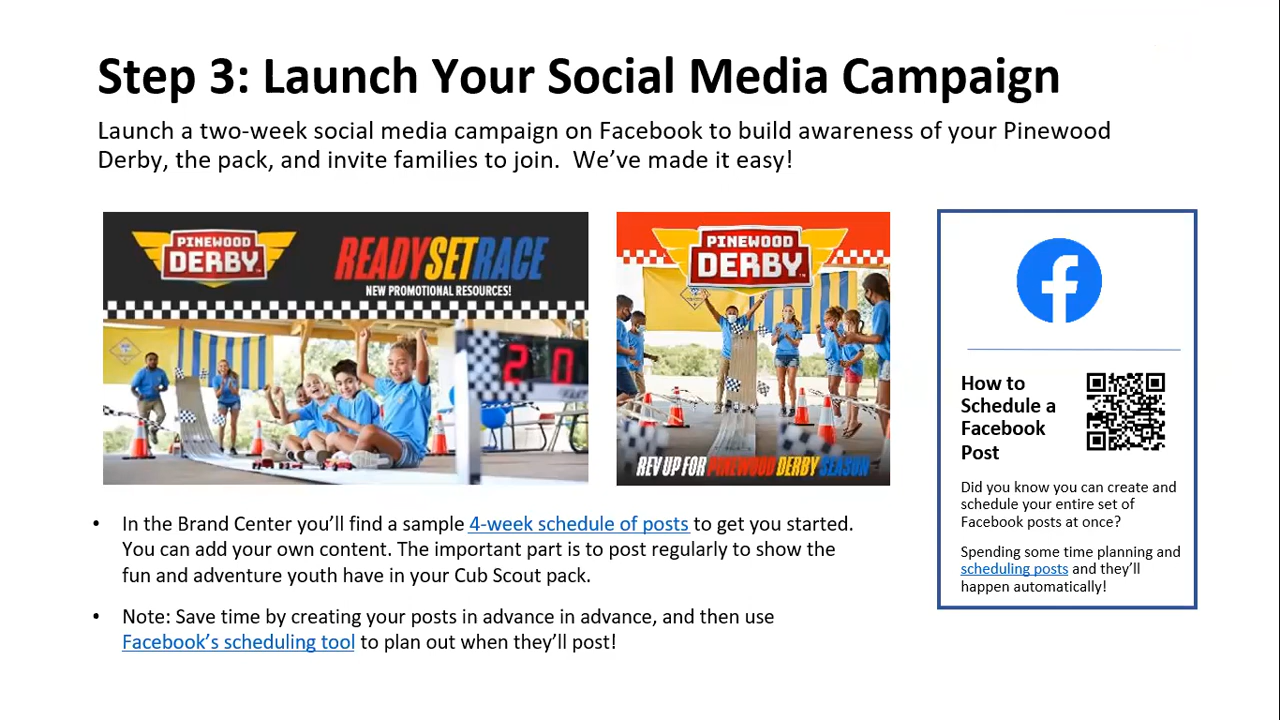 Step 3: Launch Your Social Media Campaign
Launch a two-week social media campaign on Facebook to build awareness of your Pinewood
Derby, the pack, and invite families to join.  We've made it easy!
PINEWOOD
DERBY
READYSETRACE
NEW PROMOTIONAL RESOURCES!
2 0
PINEWOOD
DERBY
REV UP FOR PINEWOOD DERBY SEASON
How to
Schedule a
Facebook
Post
Did you know you can create and
schedule your entire set of
Facebook posts at once?
Spending some time planning and
scheduling posts and they'll
happen automatically!
• In the Brand Center you'll find a sample 4-week schedule of posts to get you started.
You can add your own content. The important part is to post regularly to show the
fun and adventure youth have in your Cub Scout pack.
• Note: Save time by creating your posts in advance in advance, and then use
Facebook's scheduling tool to plan out when they'll post!